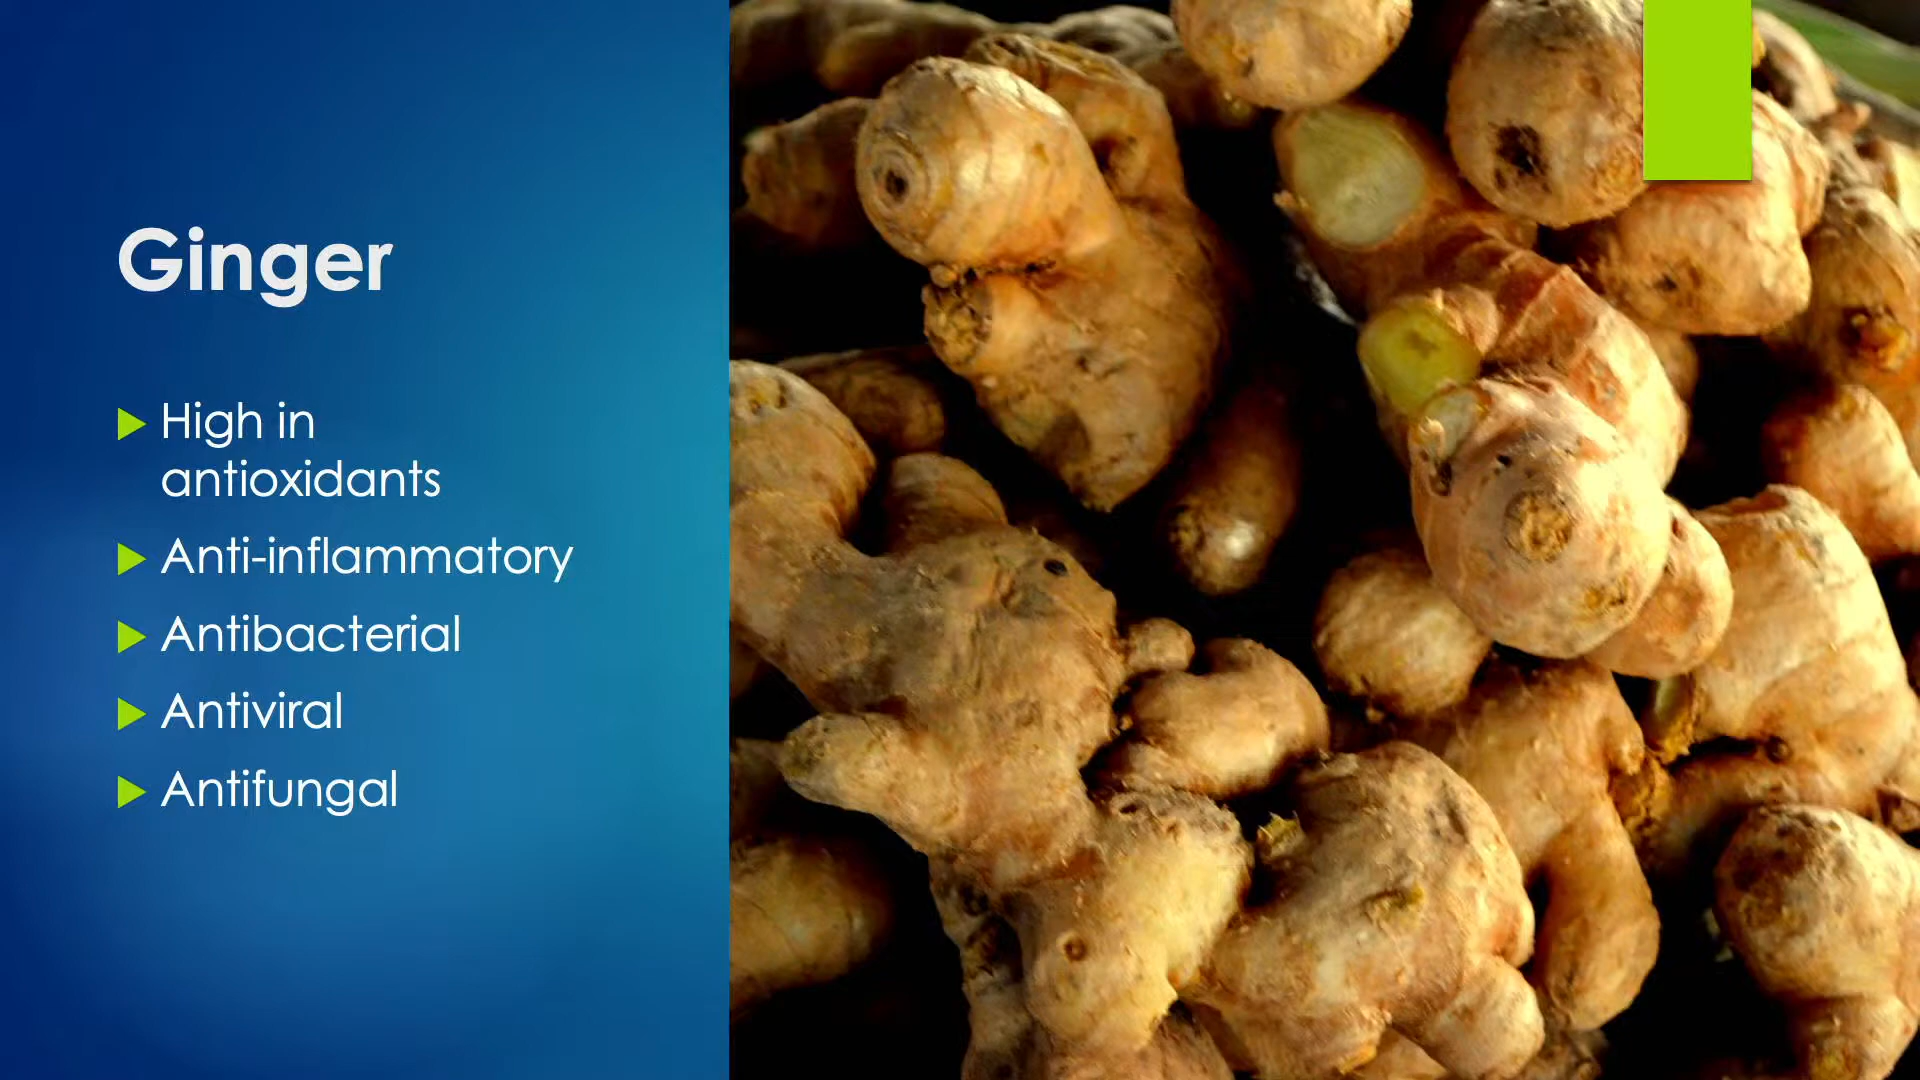 Ginger
High in
antioxidants
Anti-inflammatory
Antibacterial
Antiviral
Antifungal